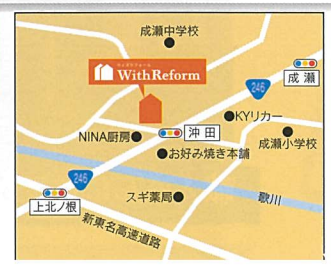 成瀬中学校
ウィズリフォーム
WithReform
成瀬
246
KYリカー
沖田
NINA厨房
成瀬小学校
お好み焼き本舗
246
スギ薬局
歌川
上北ノ根
新東名高速道路